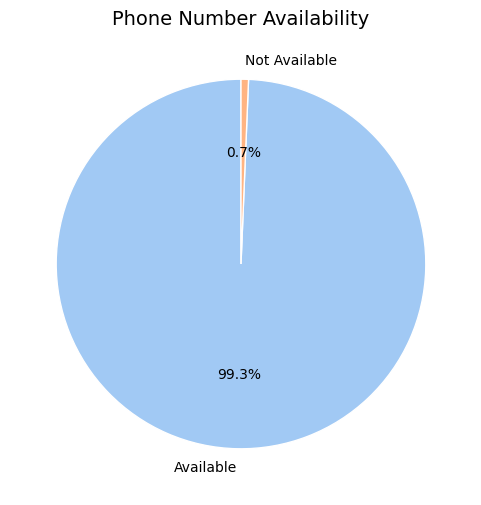 Phone Number Availability
Not Available
0.7%
99.3%
Available